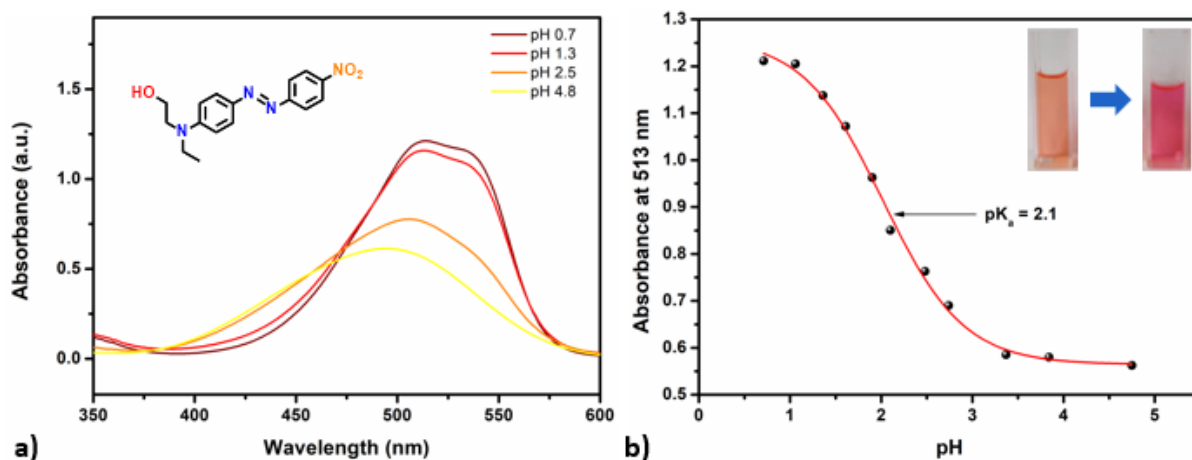 pH 0.7
pH 1.3
pH 2.5
pH 4.8
NO₂
HO
N
N
N
1.5
1.0
0.5
0.0
Absorbance (a.u.)
350
400
450
500
550
600
Wavelength (nm)
a)
1.3
1.2
1.1
1.0
0.9
0.8
0.7
0.6
0.5
Absorbance at 513 nm
pKₐ = 2.1
0
1
2
3
4
5
pH
b)